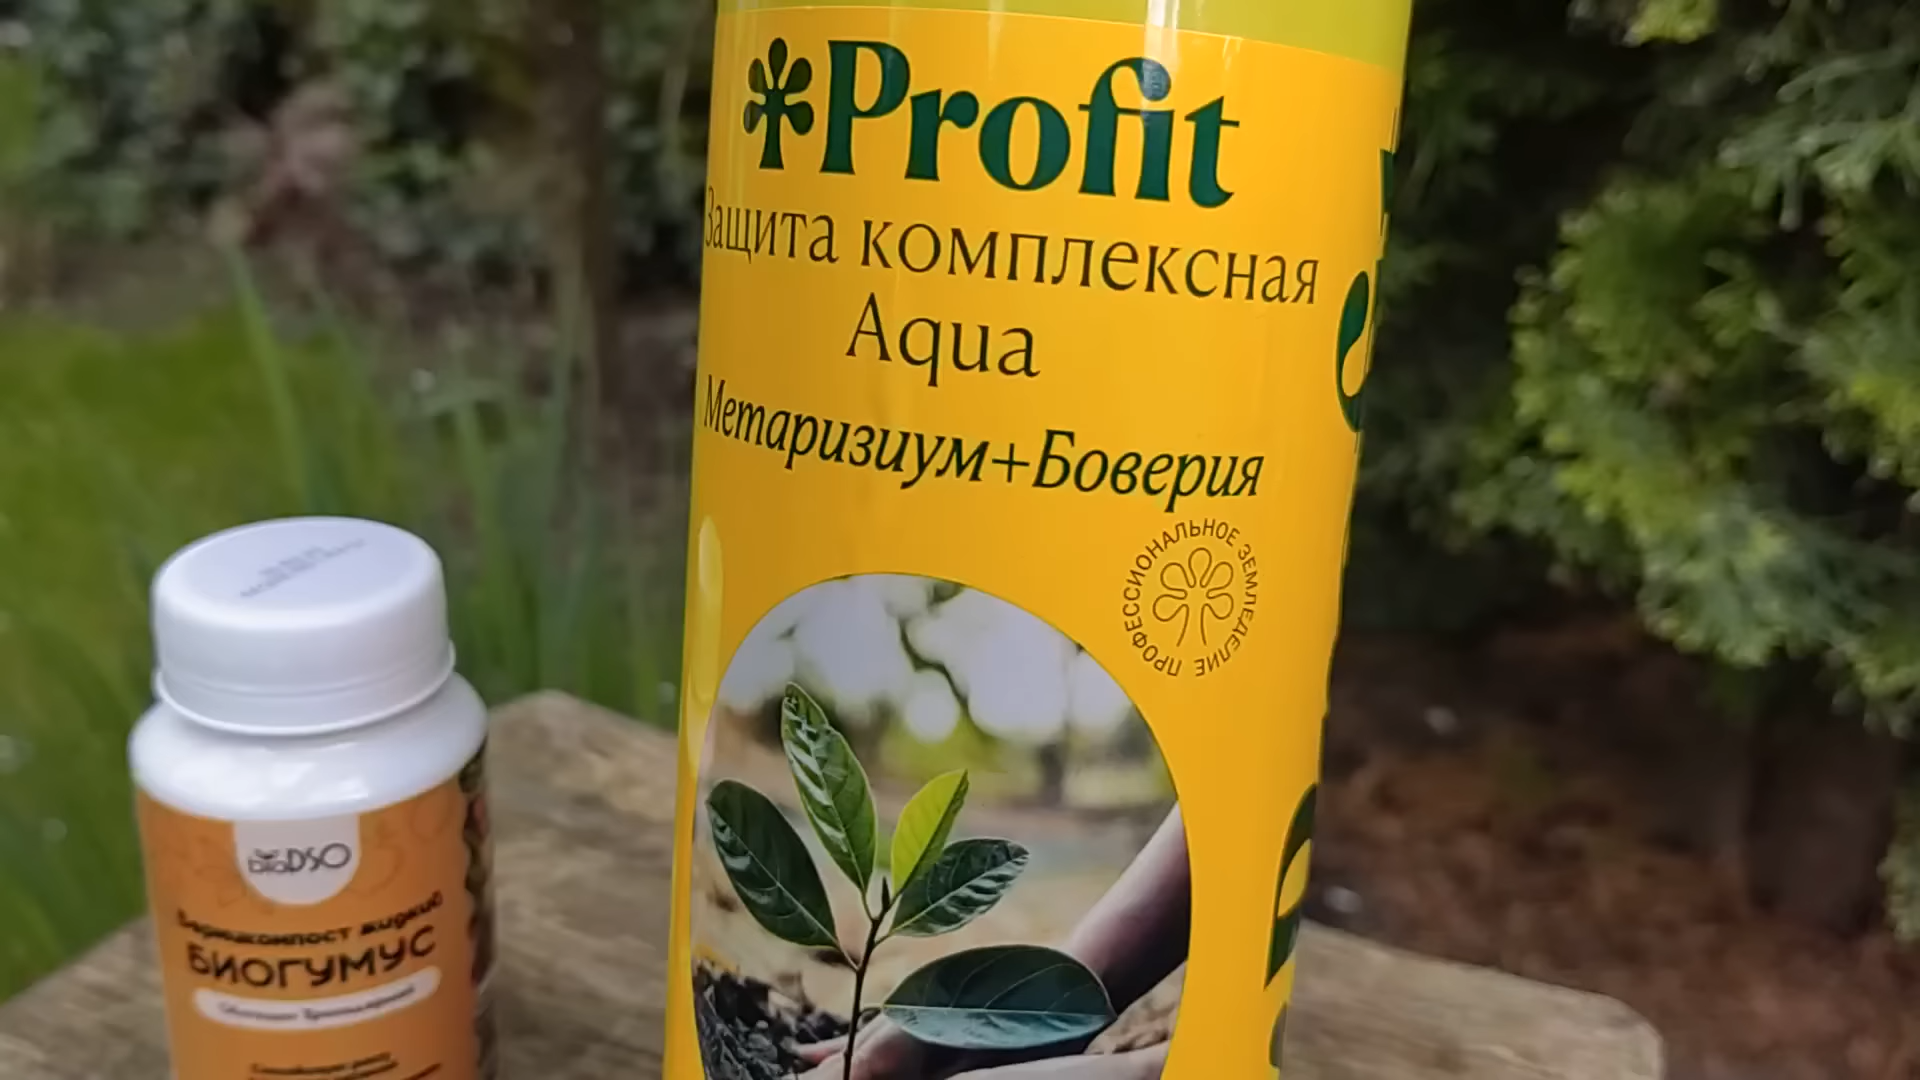 Profit
Защита комплексная
Aqua
Метаризиум+Боверия
ПРОФЕССИОНАЛЬНОЕ ЗЕМЛЕДЕЛИЕ
bioDSO
Вермикомпост жидкий
БИОГУМУС